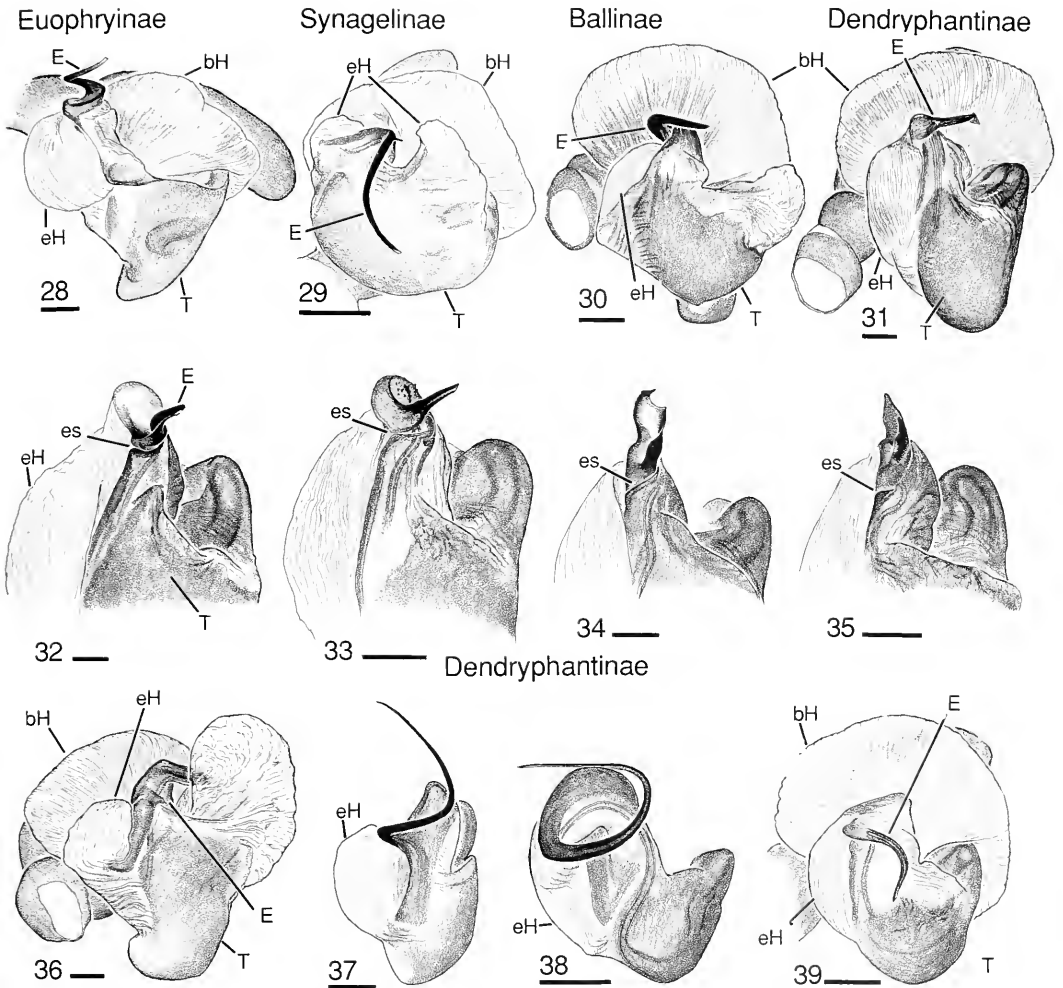 Euophryinae
Synagelinae
Ballinae
Dendryphantinae
E
bH
eH
T
28
eH
bH
E
T
29
E
bH
eH
T
30
E
eH
T
31
E
es
eH
T
32
es
33
es
34
es
35
Dendryphantinae
bH
eH
E
T
36
eH
37
eH
38
bH
E
eH
T
39